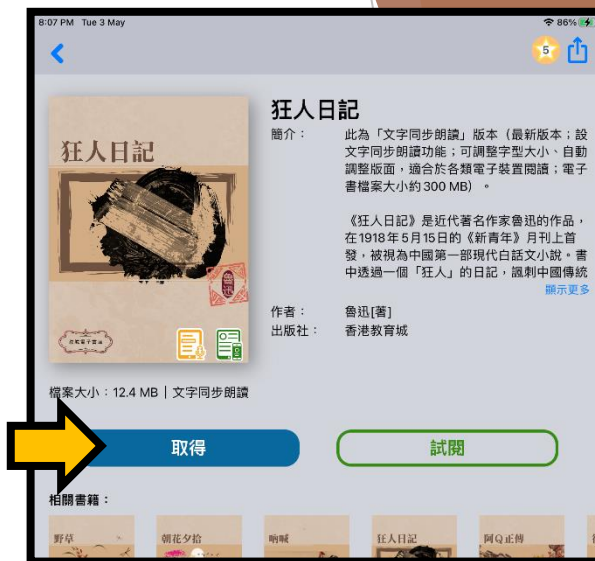 8:07 PM Tue 3 May
86%
5
狂人日記
狂人日記
魯迅
簡介：
此為「文字同步朗讀」版本（最新版本；設
文字同步朗讀功能；可調整字型大小、自動
調整版面，適合於各類電子裝置閱讀；電子
書檔案大小約 300 MB）。
《狂人日記》是近代著名作家魯迅的作品，
在1918 年 5 月15日的《新青年》月刊上首
發，被視為中國第一部現代白話文小說。書
中透過一個「狂人」的日記，諷刺中國傳統
顯示更多
作者：
魯迅[著]
出版社：
香港教育城
檔案大小：12.4 MB｜文字同步朗讀
取得
試閱
相關書籍：
野草
朝花夕拾
吶喊
狂人日記
阿Q正傳